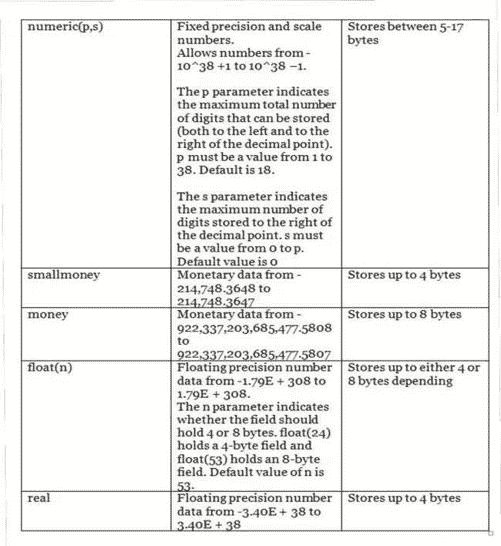 numeric(p,s)
Fixed precision and scale
numbers.
Allows numbers from -
10^38 +1 to 10^38 –1.
The p parameter indicates
the maximum total number
of digits that can be stored
(both to the left and to the
right of the decimal point).
p must be a value from 1 to
38. Default is 18.
The s parameter indicates
the maximum number of
digits stored to the right of
the decimal point. s must
be a value from 0 to p.
Default value is 0
Stores between 5-17
bytes
smallmoney
Monetary data from -
214,748.3648 to
214,748.3647
Stores up to 4 bytes
money
Monetary data from -
922,337,203,685,477.5808
to
922,337,203,685,477.5807
Stores up to 8 bytes
float(n)
Floating precision number
data from -1.79E + 308 to
1.79E + 308.
The n parameter indicates
whether the field should
hold 4 or 8 bytes. float(24)
holds a 4-byte field and
float(53) holds an 8-byte
field. Default value of n is
53.
Stores up to either 4 or
8 bytes depending
real
Floating precision number
data from -3.40E + 38 to
3.40E + 38
Stores up to 4 bytes